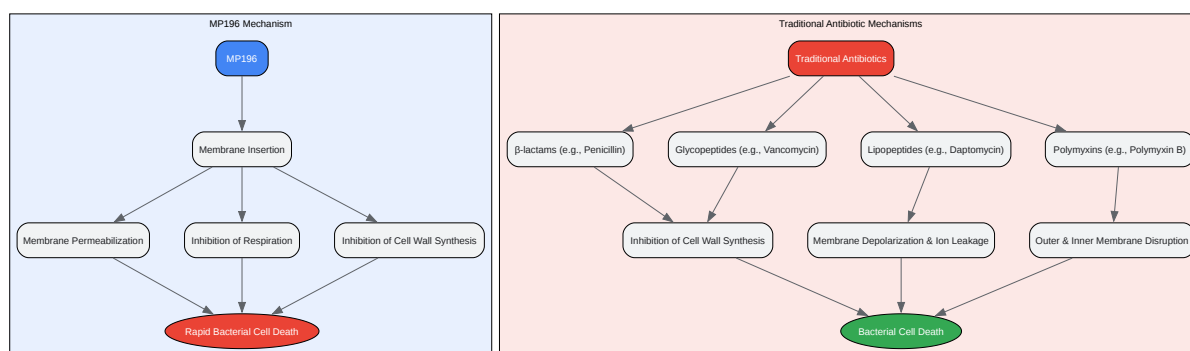 MP196 Mechanism
MP196
Membrane Insertion
Membrane Permeabilization
Inhibition of Respiration
Inhibition of Cell Wall Synthesis
Rapid Bacterial Cell Death
Traditional Antibiotic Mechanisms
Traditional Antibiotics
β-lactams (e.g., Penicillin)
Glycopeptides (e.g., Vancomycin)
Lipopeptides (e.g., Daptomycin)
Polymyxins (e.g., Polymyxin B)
Inhibition of Cell Wall Synthesis
Membrane Depolarization & Ion Leakage
Outer & Inner Membrane Disruption
Bacterial Cell Death